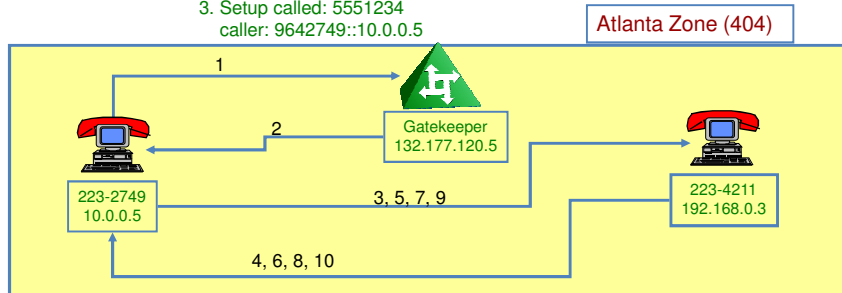 3. Setup called: 5551234
caller: 9642749::10.0.0.5
Atlanta Zone (404)
1
2
Gatekeeper
132.177.120.5
223-2749
10.0.0.5
3, 5, 7, 9
223-4211
192.168.0.3
4, 6, 8, 10